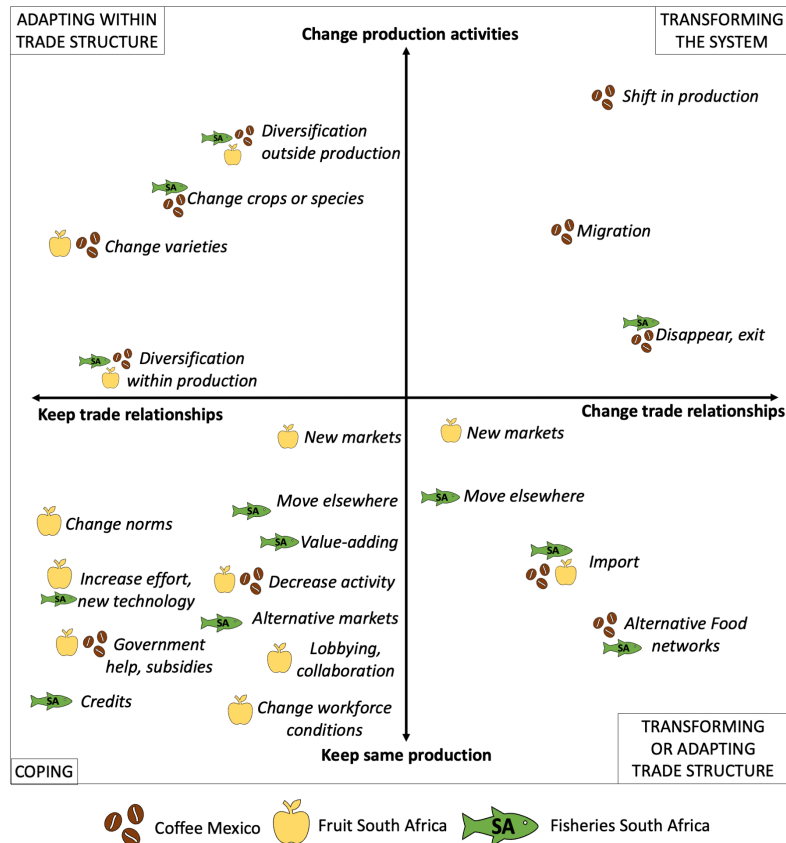 ADAPTING WITHIN
TRADE STRUCTURE
Change production activities
TRANSFORMING
THE SYSTEM
Shift in production
SA
Diversification
outside production
SA
Change crops or species
Change varieties
Migration
SA
Disappear, exit
SA
Diversification
within production
Keep trade relationships
Change trade relationships
New markets
New markets
SA
Move elsewhere
SA
Move elsewhere
Change norms
SA
Value-adding
SA
Import
Increase effort,
new technology
SA
Decrease activity
SA
Alternative markets
Alternative Food
networks
SA
Government
help, subsidies
Lobbying,
collaboration
SA
Credits
Change workforce
conditions
Keep same production
TRANSFORMING
OR ADAPTING
TRADE STRUCTURE
COPING
Coffee Mexico
Fruit South Africa
SA
Fisheries South Africa